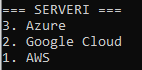 === SERVERI ===
3. Azure
2. Google Cloud
1. AWS